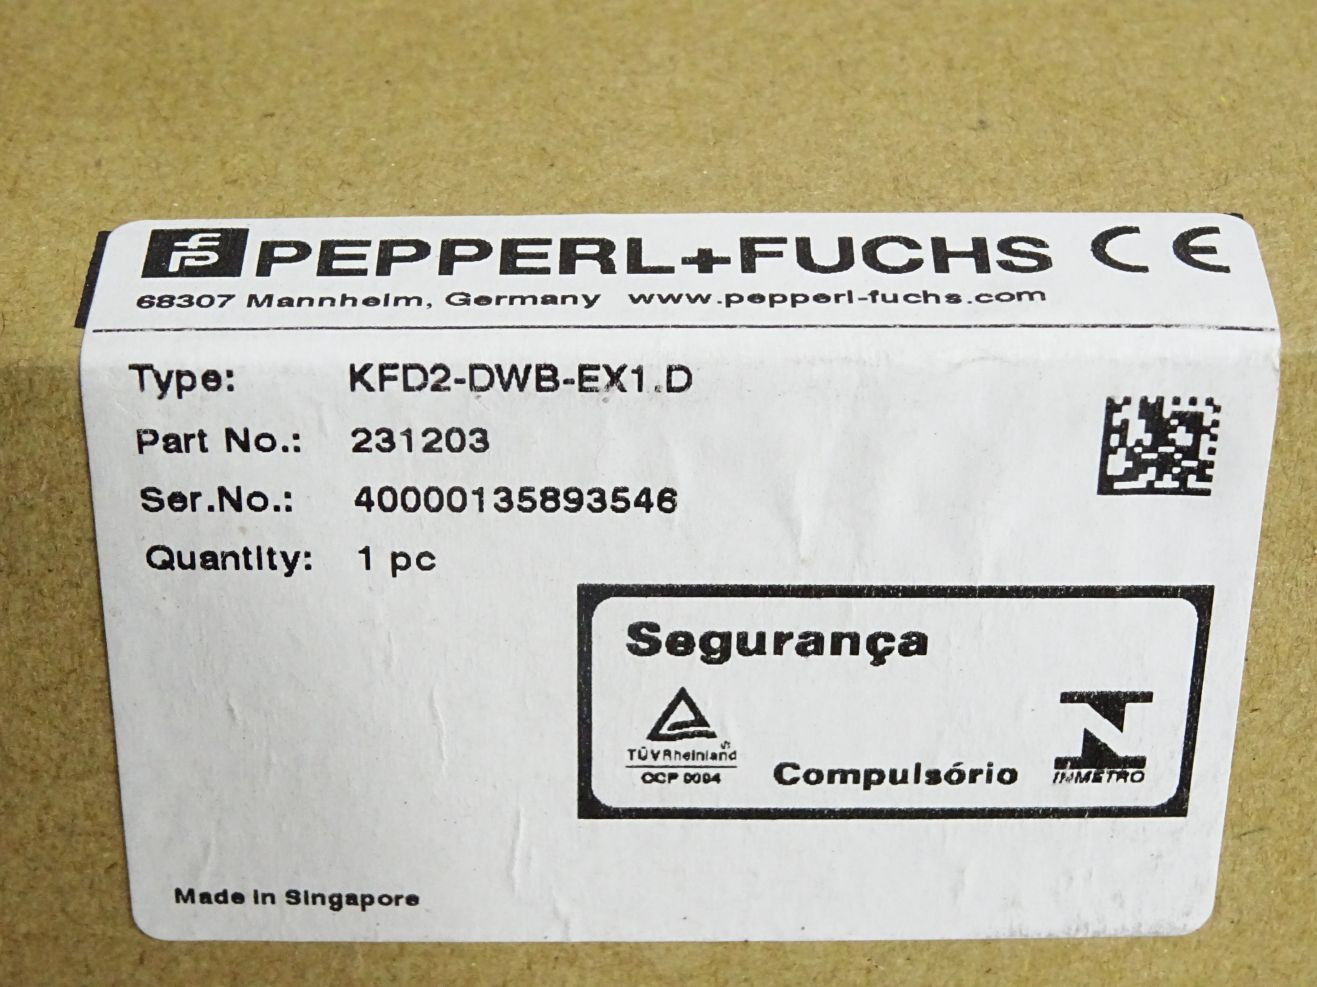 PEPPERL+FUCHS CE
68307 Mannheim, Germany www.pepperl-fuchs.com
Type: KFD2-DWB-EX1.D
Part No.: 231203
Ser.No.: 40000135893546
Quantity: 1 pc
Segurança
TÜVRheinland
OCP 0004
Compulsório
INMETRO
Made in Singapore